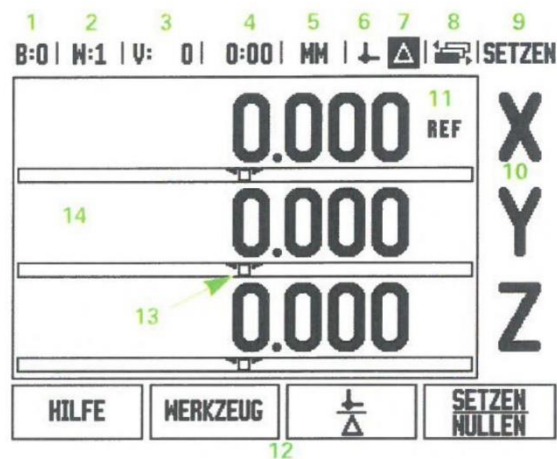 1 2 3 4 5 6 7 8 9
B:0 | W:1 | V: 0 | 0:00 | MM | Δ | SETZEN
0.000 11 REF X
10
14 0.000 Y
13 0.000 Z
HILFE WERKZEUG Δ SETZEN
NULLEN
12